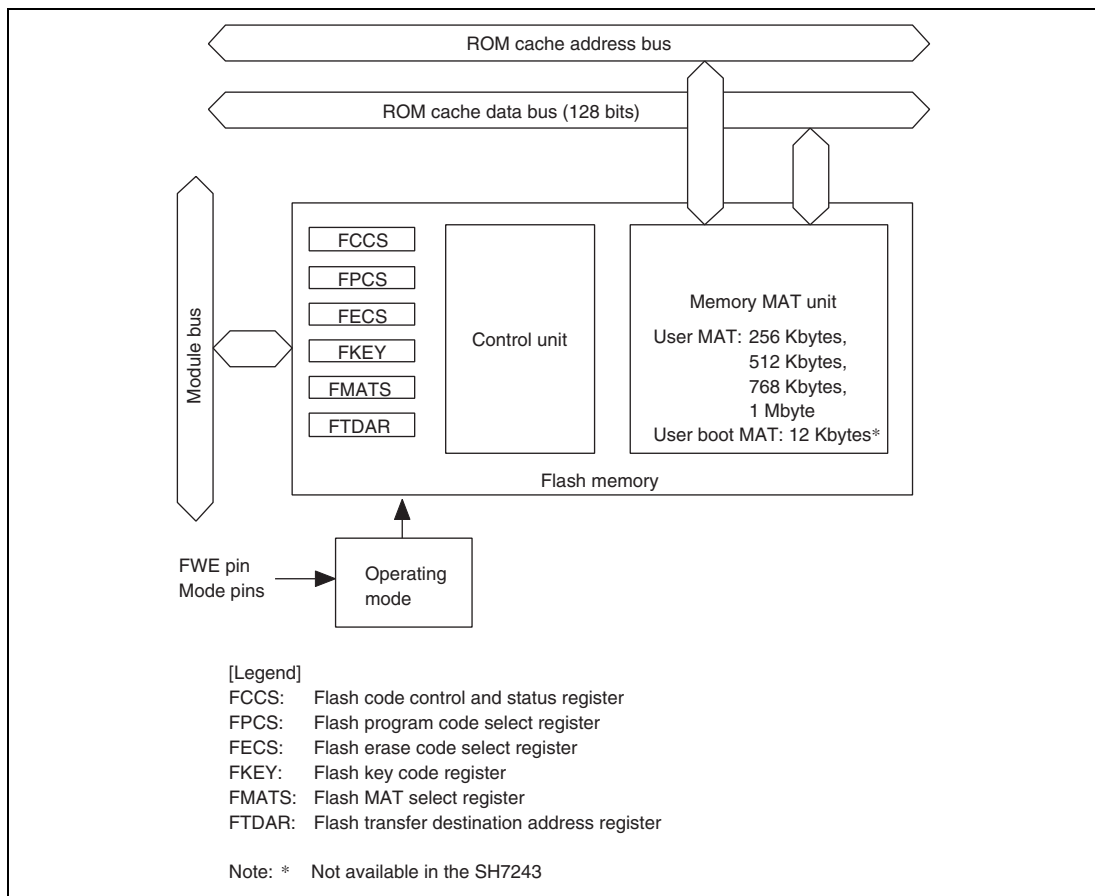 ROM cache address bus
ROM cache data bus (128 bits)
Module bus
FCCS
FPCS
FECS
FKEY
FMATS
FTDAR
Control unit
Memory MAT unit
User MAT: 256 Kbytes,
512 Kbytes,
768 Kbytes,
1 Mbyte
User boot MAT: 12 Kbytes*
Flash memory
FWE pin
Mode pins
Operating
mode
[Legend]
FCCS: Flash code control and status register
FPCS: Flash program code select register
FECS: Flash erase code select register
FKEY: Flash key code register
FMATS: Flash MAT select register
FTDAR: Flash transfer destination address register
Note: * Not available in the SH7243